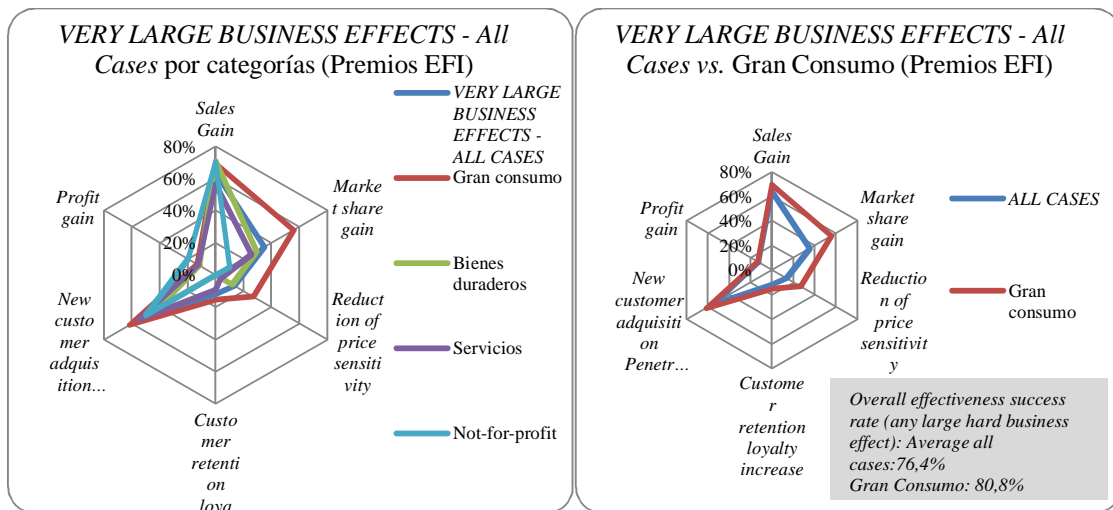 VERY LARGE BUSINESS EFFECTS - All
Cases por categorías (Premios EFI)
Sales
Gain
80%
60%
40%
20%
0%
Marke
t share
gain
Reduct
ion of
price
sensiti
vity
Custo
mer
retenti
on
loya
New
custo
mer
adquis
ition…
Profit
gain
VERY LARGE
BUSINESS
EFFECTS -
ALL CASES
Gran consumo
Bienes
duraderos
Servicios
Not-for-profit
VERY LARGE BUSINESS EFFECTS - All
Cases vs. Gran Consumo (Premios EFI)
Sales
Gain
80%
60%
40%
20%
0%
Market
share
gain
Reductio
n of
price
sensitivit
y
Custome
r
retention
loyalty
increase
New
customer
adquisiti
on
Penetr…
Profit
gain
ALL CASES
Gran
consumo
Overall effectiveness success
rate (any large hard business
effect): Average all
cases:76,4%
Gran Consumo: 80,8%